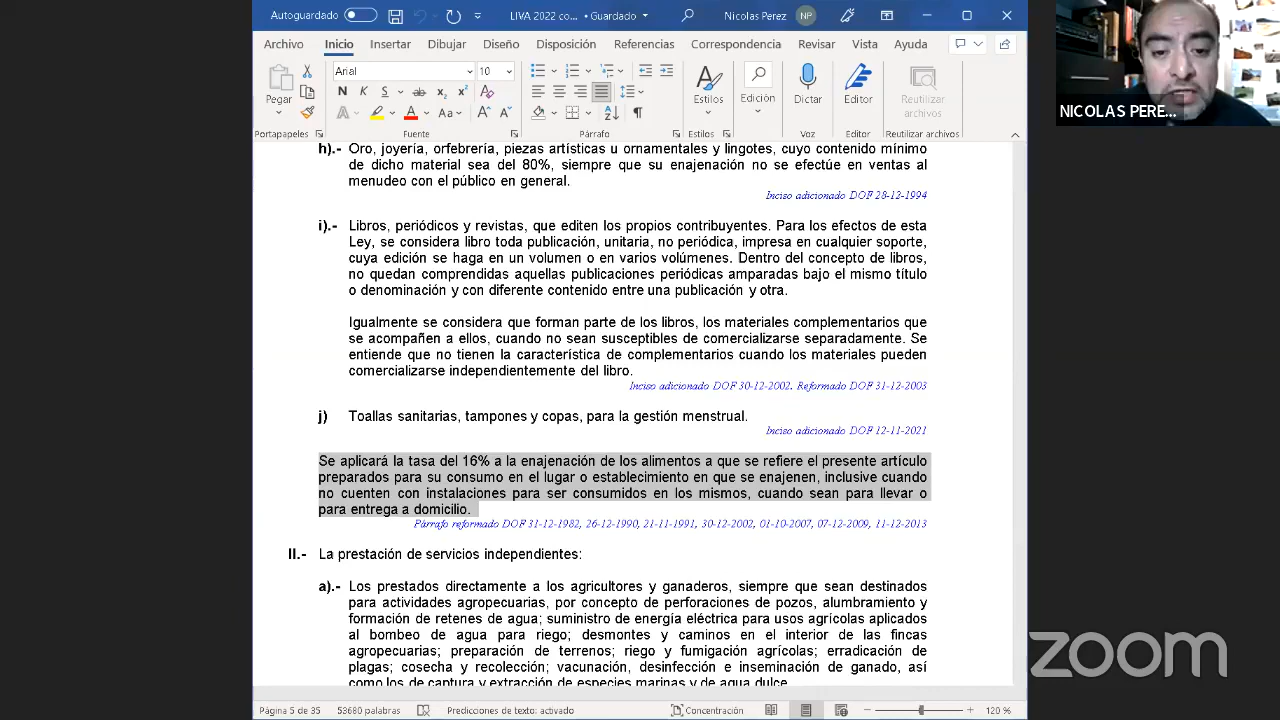 Autoguardado
LIVA 2022 co... • Guardado
Nicolas Perez
NP
Archivo Inicio Insertar Dibujar Diseño Disposición Referencias Correspondencia Revisar Vista Ayuda
Arial
10
Pegar
Estilos
Edición
Dictar
Editor
Reutilizar
archivos
N K S ab x₂ x²
A A Aa A A
Portapapeles Fuente Párrafo Estilos Voz Editor Reutilizar archivos
NICOLAS PERE...
h).- Oro, joyería, orfebrería, piezas artísticas u ornamentales y lingotes, cuyo contenido mínimo
de dicho material sea del 80%, siempre que su enajenación no se efectúe en ventas al
menudeo con el público en general.
Inciso adicionado DOF 28-12-1994
i).- Libros, periódicos y revistas, que editen los propios contribuyentes. Para los efectos de esta
Ley, se considera libro toda publicación, unitaria, no periódica, impresa en cualquier soporte,
cuya edición se haga en un volumen o en varios volúmenes. Dentro del concepto de libros,
no quedan comprendidas aquellas publicaciones periódicas amparadas bajo el mismo título
o denominación y con diferente contenido entre una publicación y otra.
Igualmente se considera que forman parte de los libros, los materiales complementarios que
se acompañen a ellos, cuando no sean susceptibles de comercializarse separadamente. Se
entiende que no tienen la característica de complementarios cuando los materiales pueden
comercializarse independientemente del libro.
Inciso adicionado DOF 30-12-2002. Reformado DOF 31-12-2003
j) Toallas sanitarias, tampones y copas, para la gestión menstrual.
Inciso adicionado DOF 12-11-2021
Se aplicará la tasa del 16% a la enajenación de los alimentos a que se refiere el presente artículo
preparados para su consumo en el lugar o establecimiento en que se enajenen, inclusive cuando
no cuenten con instalaciones para ser consumidos en los mismos, cuando sean para llevar o
para entrega a domicilio.
Párrafo reformado DOF 31-12-1982, 26-12-1990, 21-11-1991, 30-12-2002, 01-10-2007, 07-12-2009, 11-12-2013
II.- La prestación de servicios independientes:
a).- Los prestados directamente a los agricultores y ganaderos, siempre que sean destinados
para actividades agropecuarias, por concepto de perforaciones de pozos, alumbramiento y
formación de retenes de agua; suministro de energía eléctrica para usos agrícolas aplicados
al bombeo de agua para riego; desmontes y caminos en el interior de las fincas
agropecuarias; preparación de terrenos; riego y fumigación agrícolas; erradicación de
plagas; cosecha y recolección; vacunación, desinfección e inseminación de ganado, así
como los de captura y extracción de especies marinas y de agua dulce.
zoom
Página 5 de 35 53680 palabras Predicciones de texto: activado Concentración 120 %